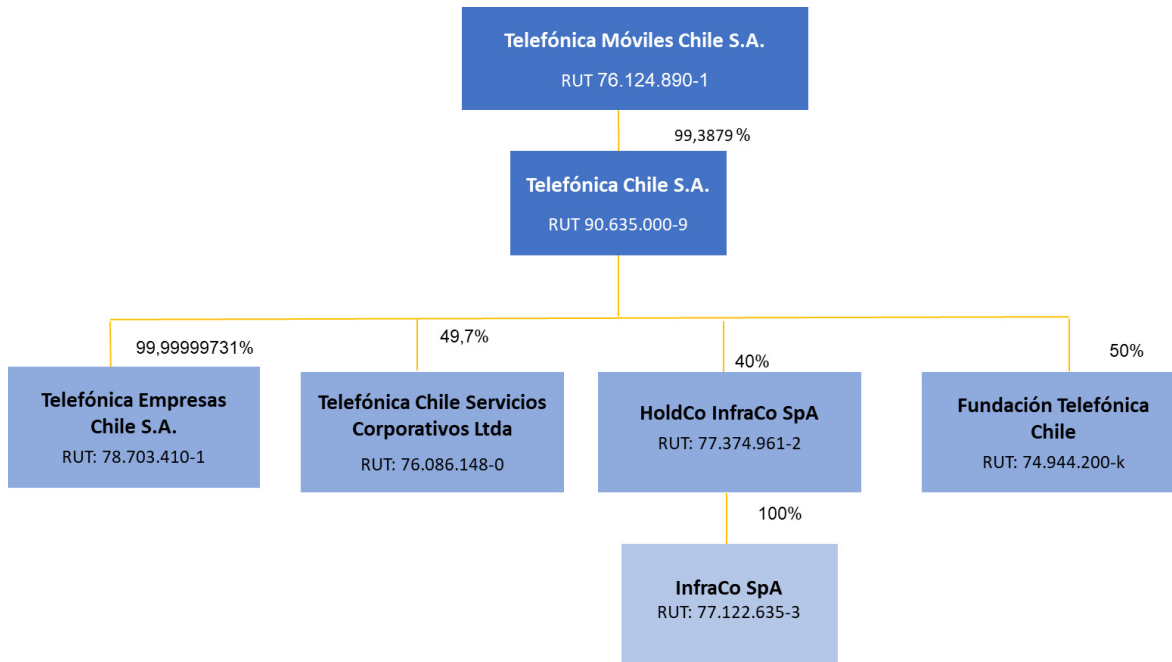 Telefónica Móviles Chile S.A.
RUT 76.124.890-1
99,3879 %
Telefónica Chile S.A.
RUT 90.635.000-9
99,99999731%
49,7%
40%
50%
Telefónica Empresas
Chile S.A.
RUT: 78.703.410-1
Telefónica Chile Servicios
Corporativos Ltda
RUT: 76.086.148-0
HoldCo InfraCo SpA
RUT: 77.374.961-2
Fundación Telefónica
Chile
RUT: 74.944.200-k
100%
InfraCo SpA
RUT: 77.122.635-3